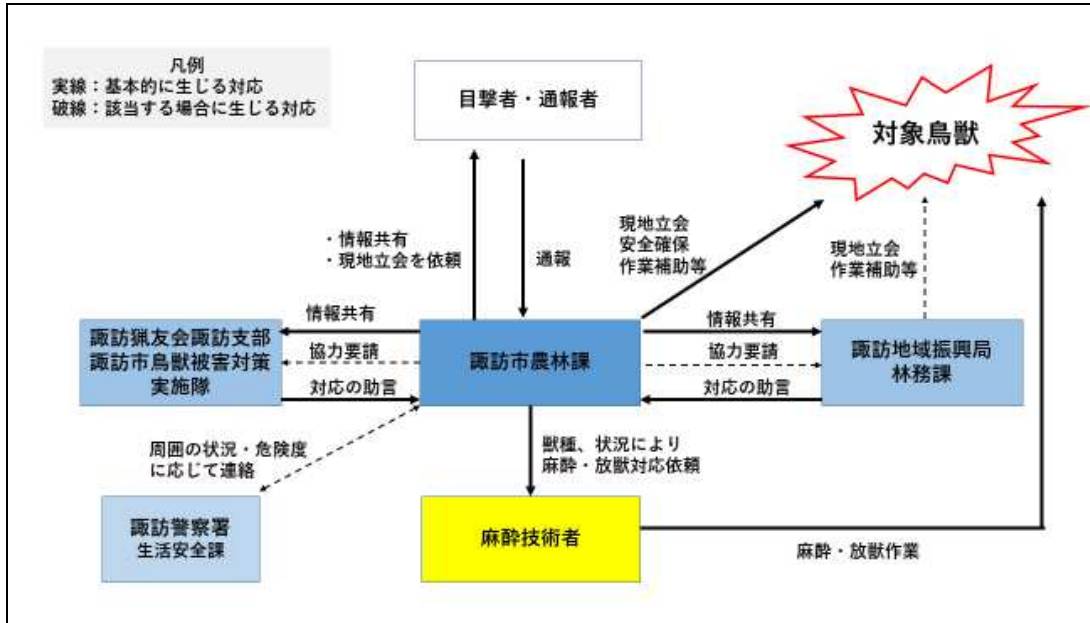 凡例
実線：基本的に生じる対応
破線：該当する場合に生じる対応
目撃者・通報者
対象鳥獣
・情報共有
・現地立会を依頼
通報
現地立会
安全確保
作業補助等
現地立会
作業補助等
諏訪猟友会諏訪支部
諏訪市鳥獣被害対策
実施隊
情報共有
協力要請
対応の助言
諏訪市農林課
情報共有
協力要請
対応の助言
諏訪地域振興局
林務課
周囲の状況・危険度
に応じて連絡
獣種、状況により
麻酔・放獣対応依頼
諏訪警察署
生活安全課
麻酔技術者
麻酔・放獣作業